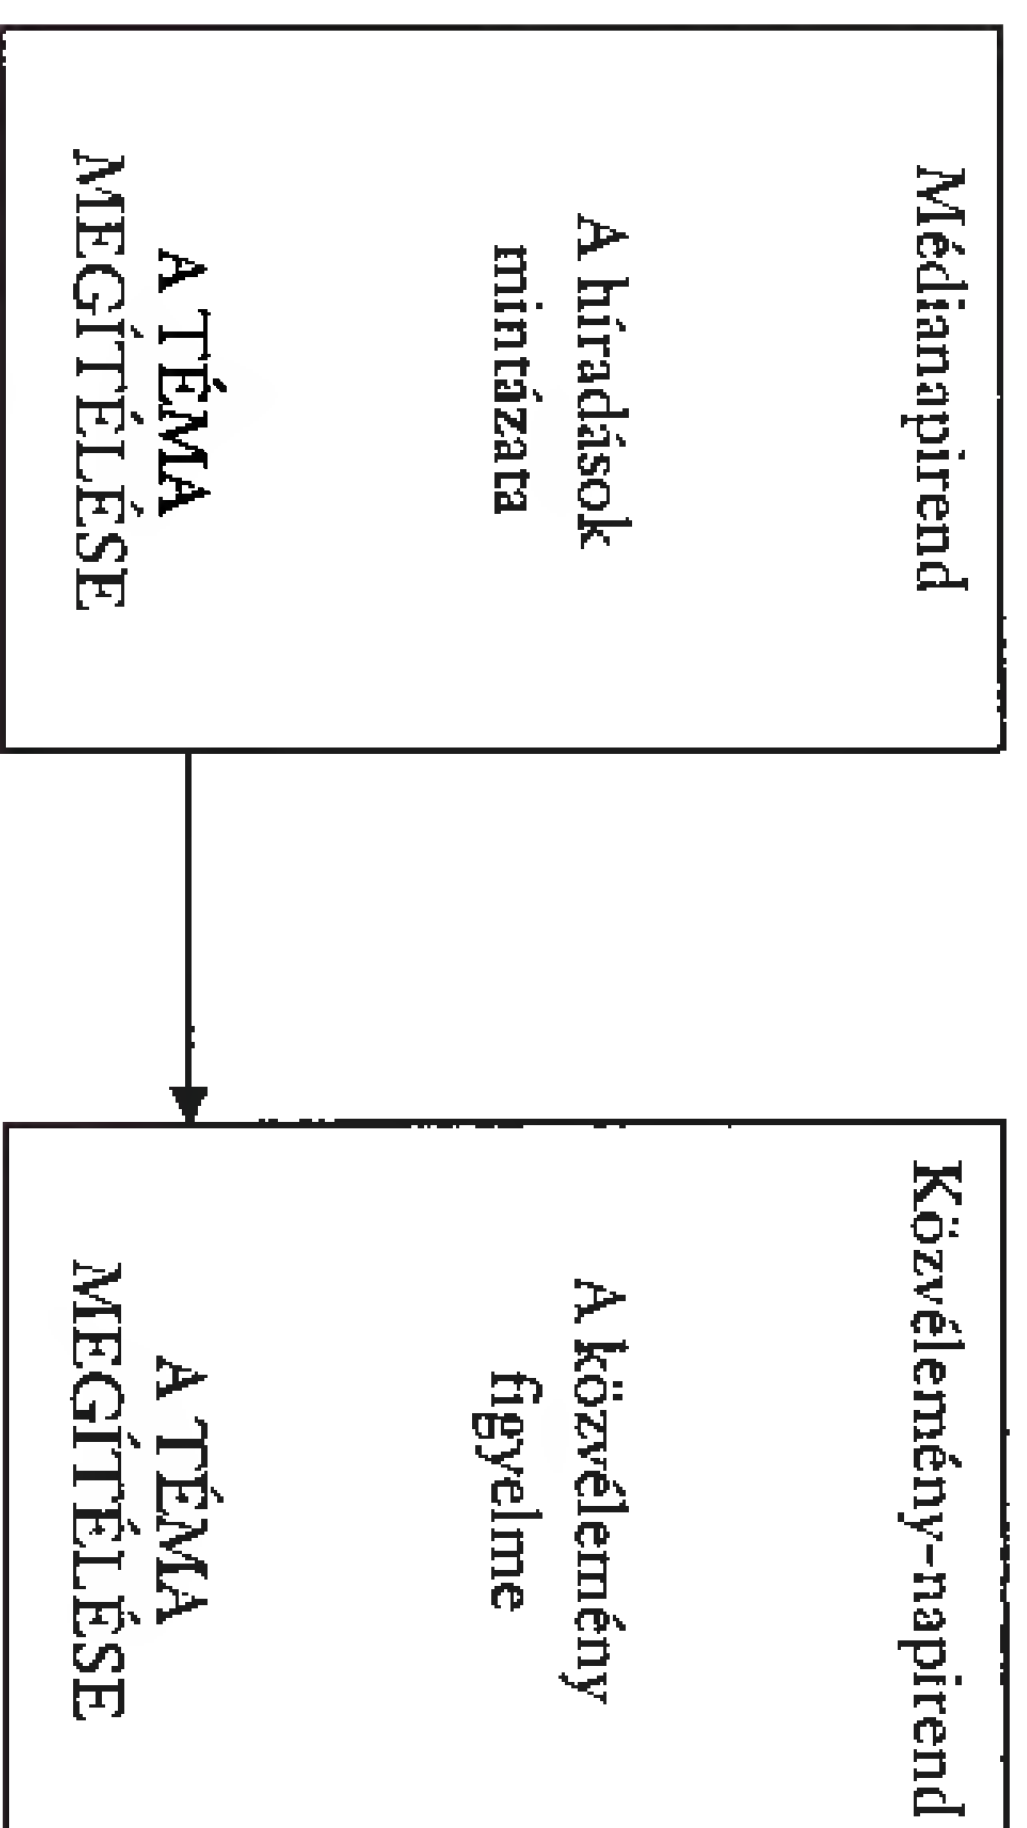 Médianapirend
A híradások
mintázata
A TÉMA
MEGÍTÉLÉSE
Közvélemény-napirend
A közvélemény
figyelme
A TÉMA
MEGÍTÉLÉSE